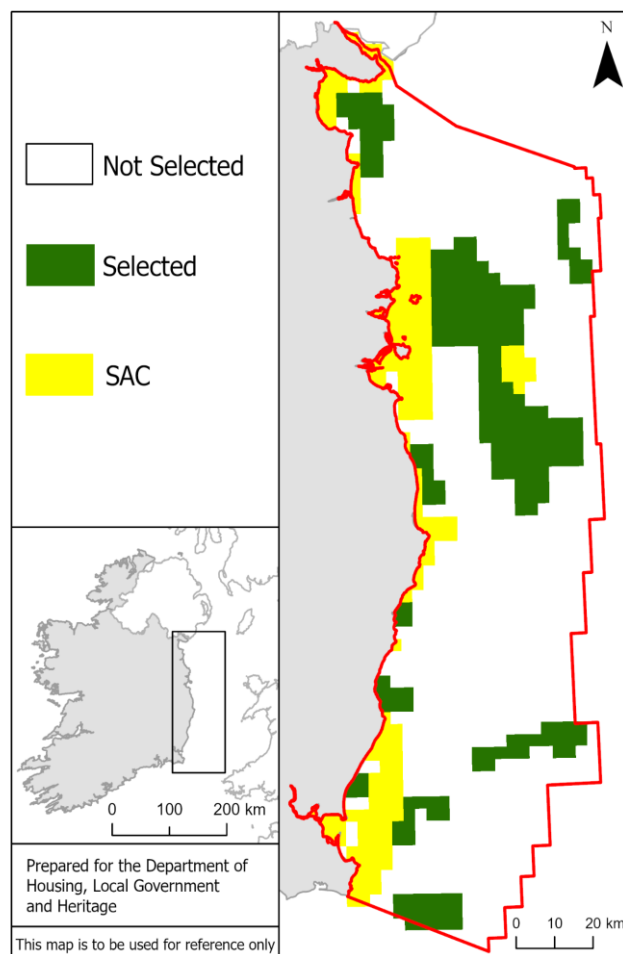 N
Not Selected
Selected
SAC
0 100 200 km
Prepared for the Department of
Housing, Local Government
and Heritage
This map is to be used for reference only
0 10 20 km